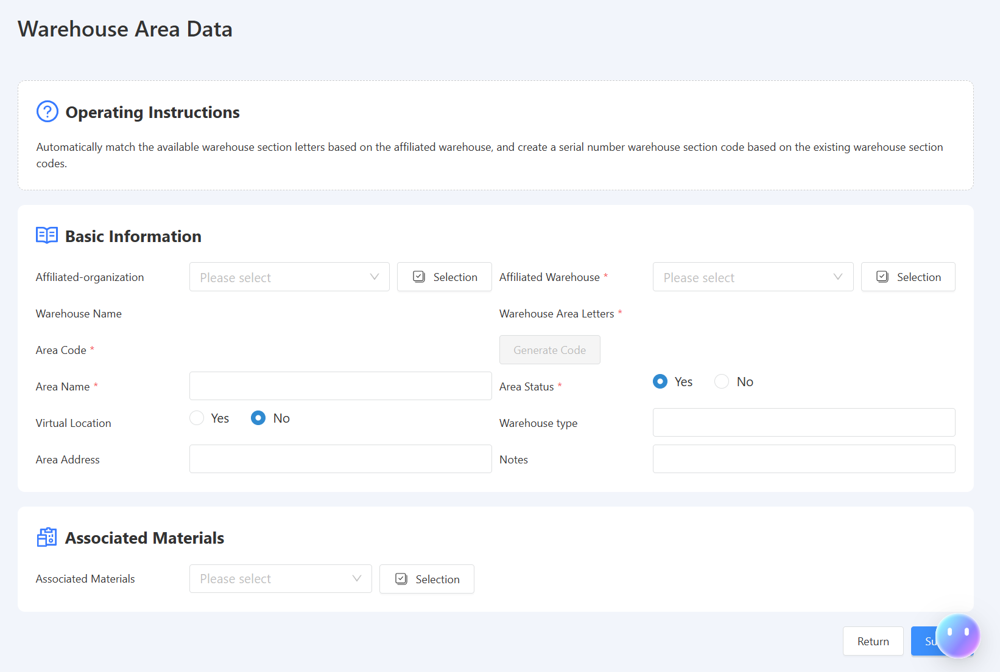 Warehouse Area Data
Operating Instructions
Automatically match the available warehouse section letters based on the affiliated warehouse, and create a serial number warehouse section code based on the existing warehouse section
codes.
Basic Information
Affiliated-organization Please select Selection Affiliated Warehouse * Please select Selection
Warehouse Name Warehouse Area Letters *
Area Code * Generate Code
Area Name * Area Status * Yes No
Virtual Location Yes No Warehouse type
Area Address Notes
Associated Materials
Associated Materials Please select Selection
Return